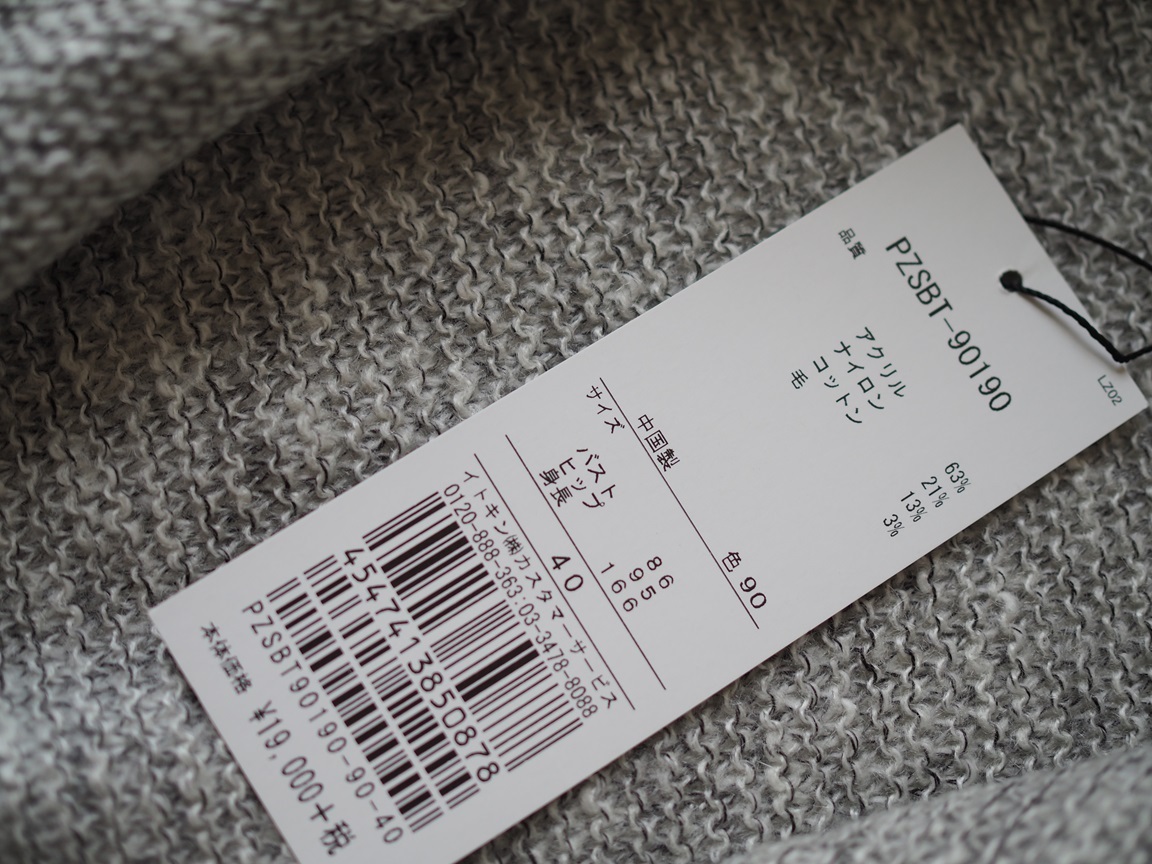 LZ02
PZSBT-90190
品質
アクリル 63%
ナイロン 21%
コットン 13%
毛 3%
中国製 色 90
サイズ
バスト 86
ヒップ 95
身長 166
40
イトキン㈱カスタマーサービス
0120-888-363.03-3478-8088
4547413850878
PZSBT90190-90-40
本体価格 ¥19,000+税